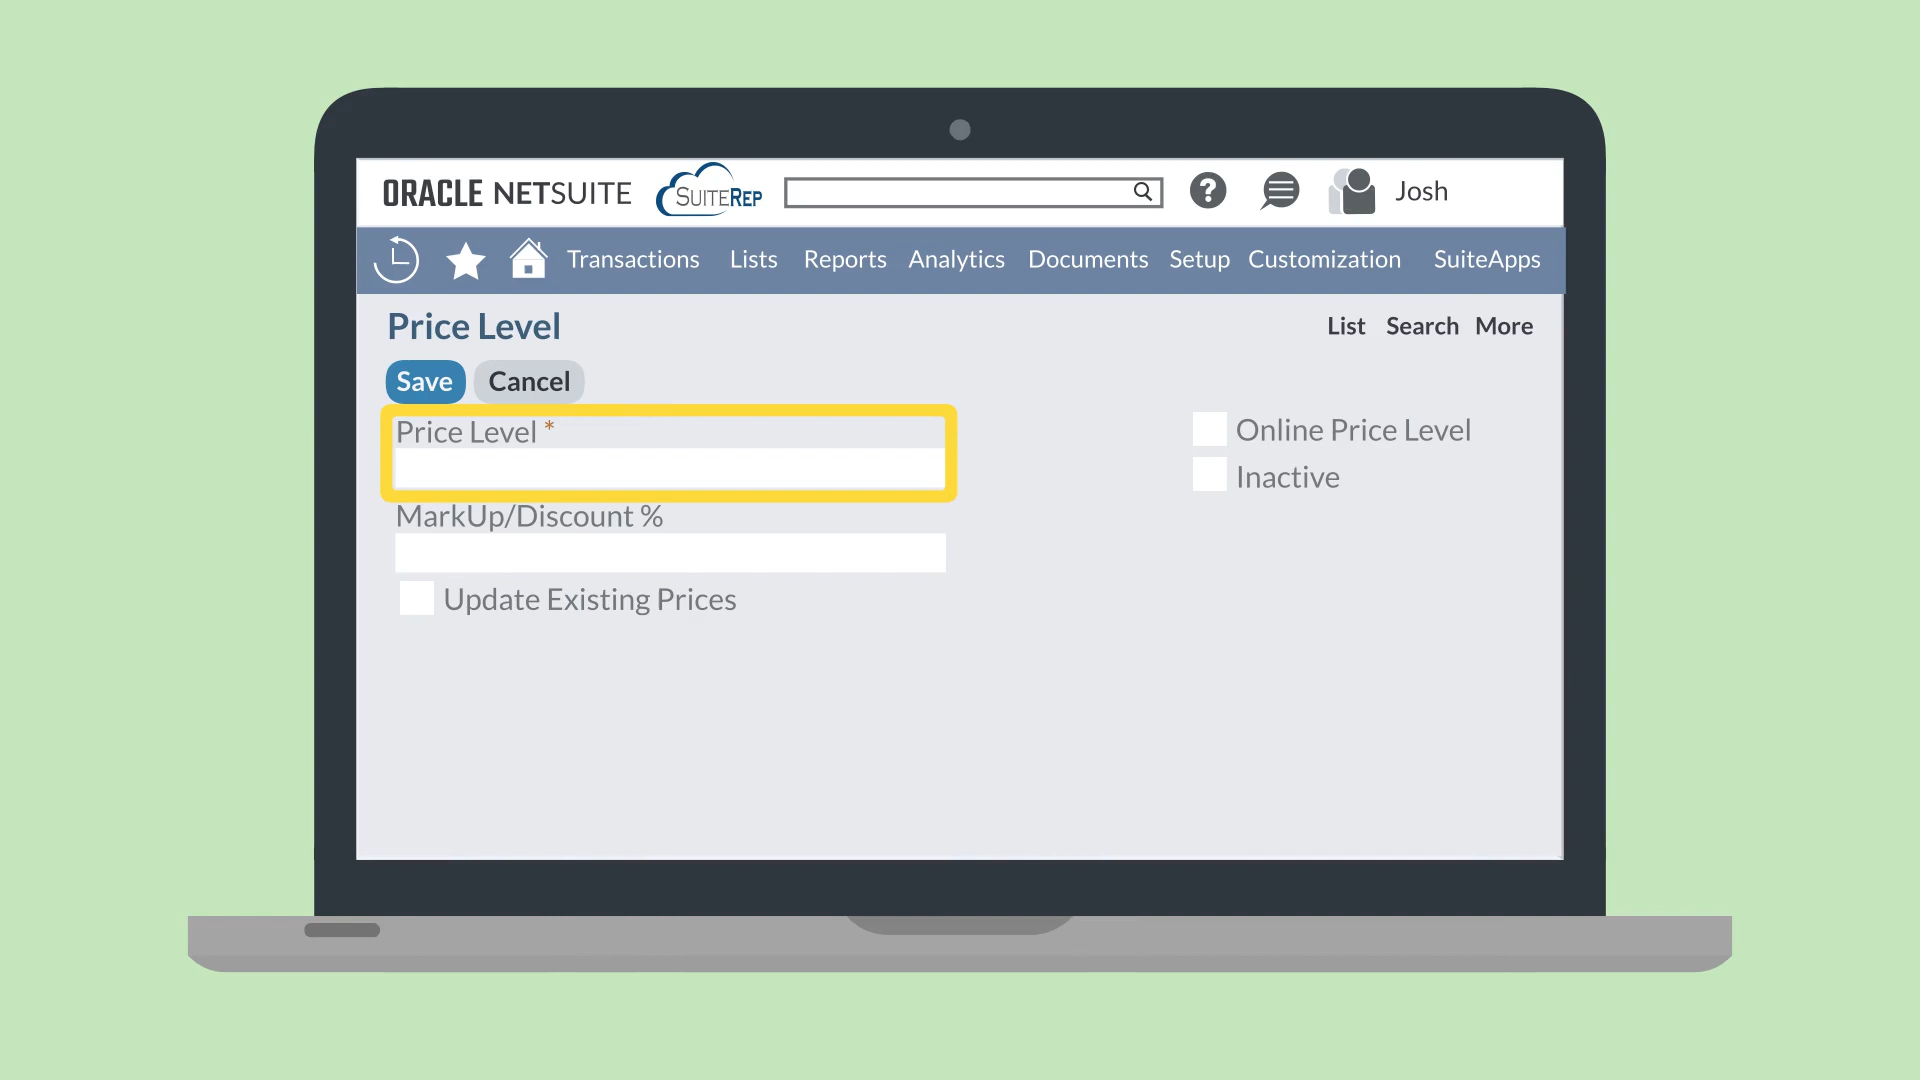 ORACLE NETSUITE SUITEREP ? Josh
Transactions Lists Reports Analytics Documents Setup Customization SuiteApps
Price Level List Search More
Save Cancel
Price Level * Online Price Level
Inactive
MarkUp/Discount %
Update Existing Prices